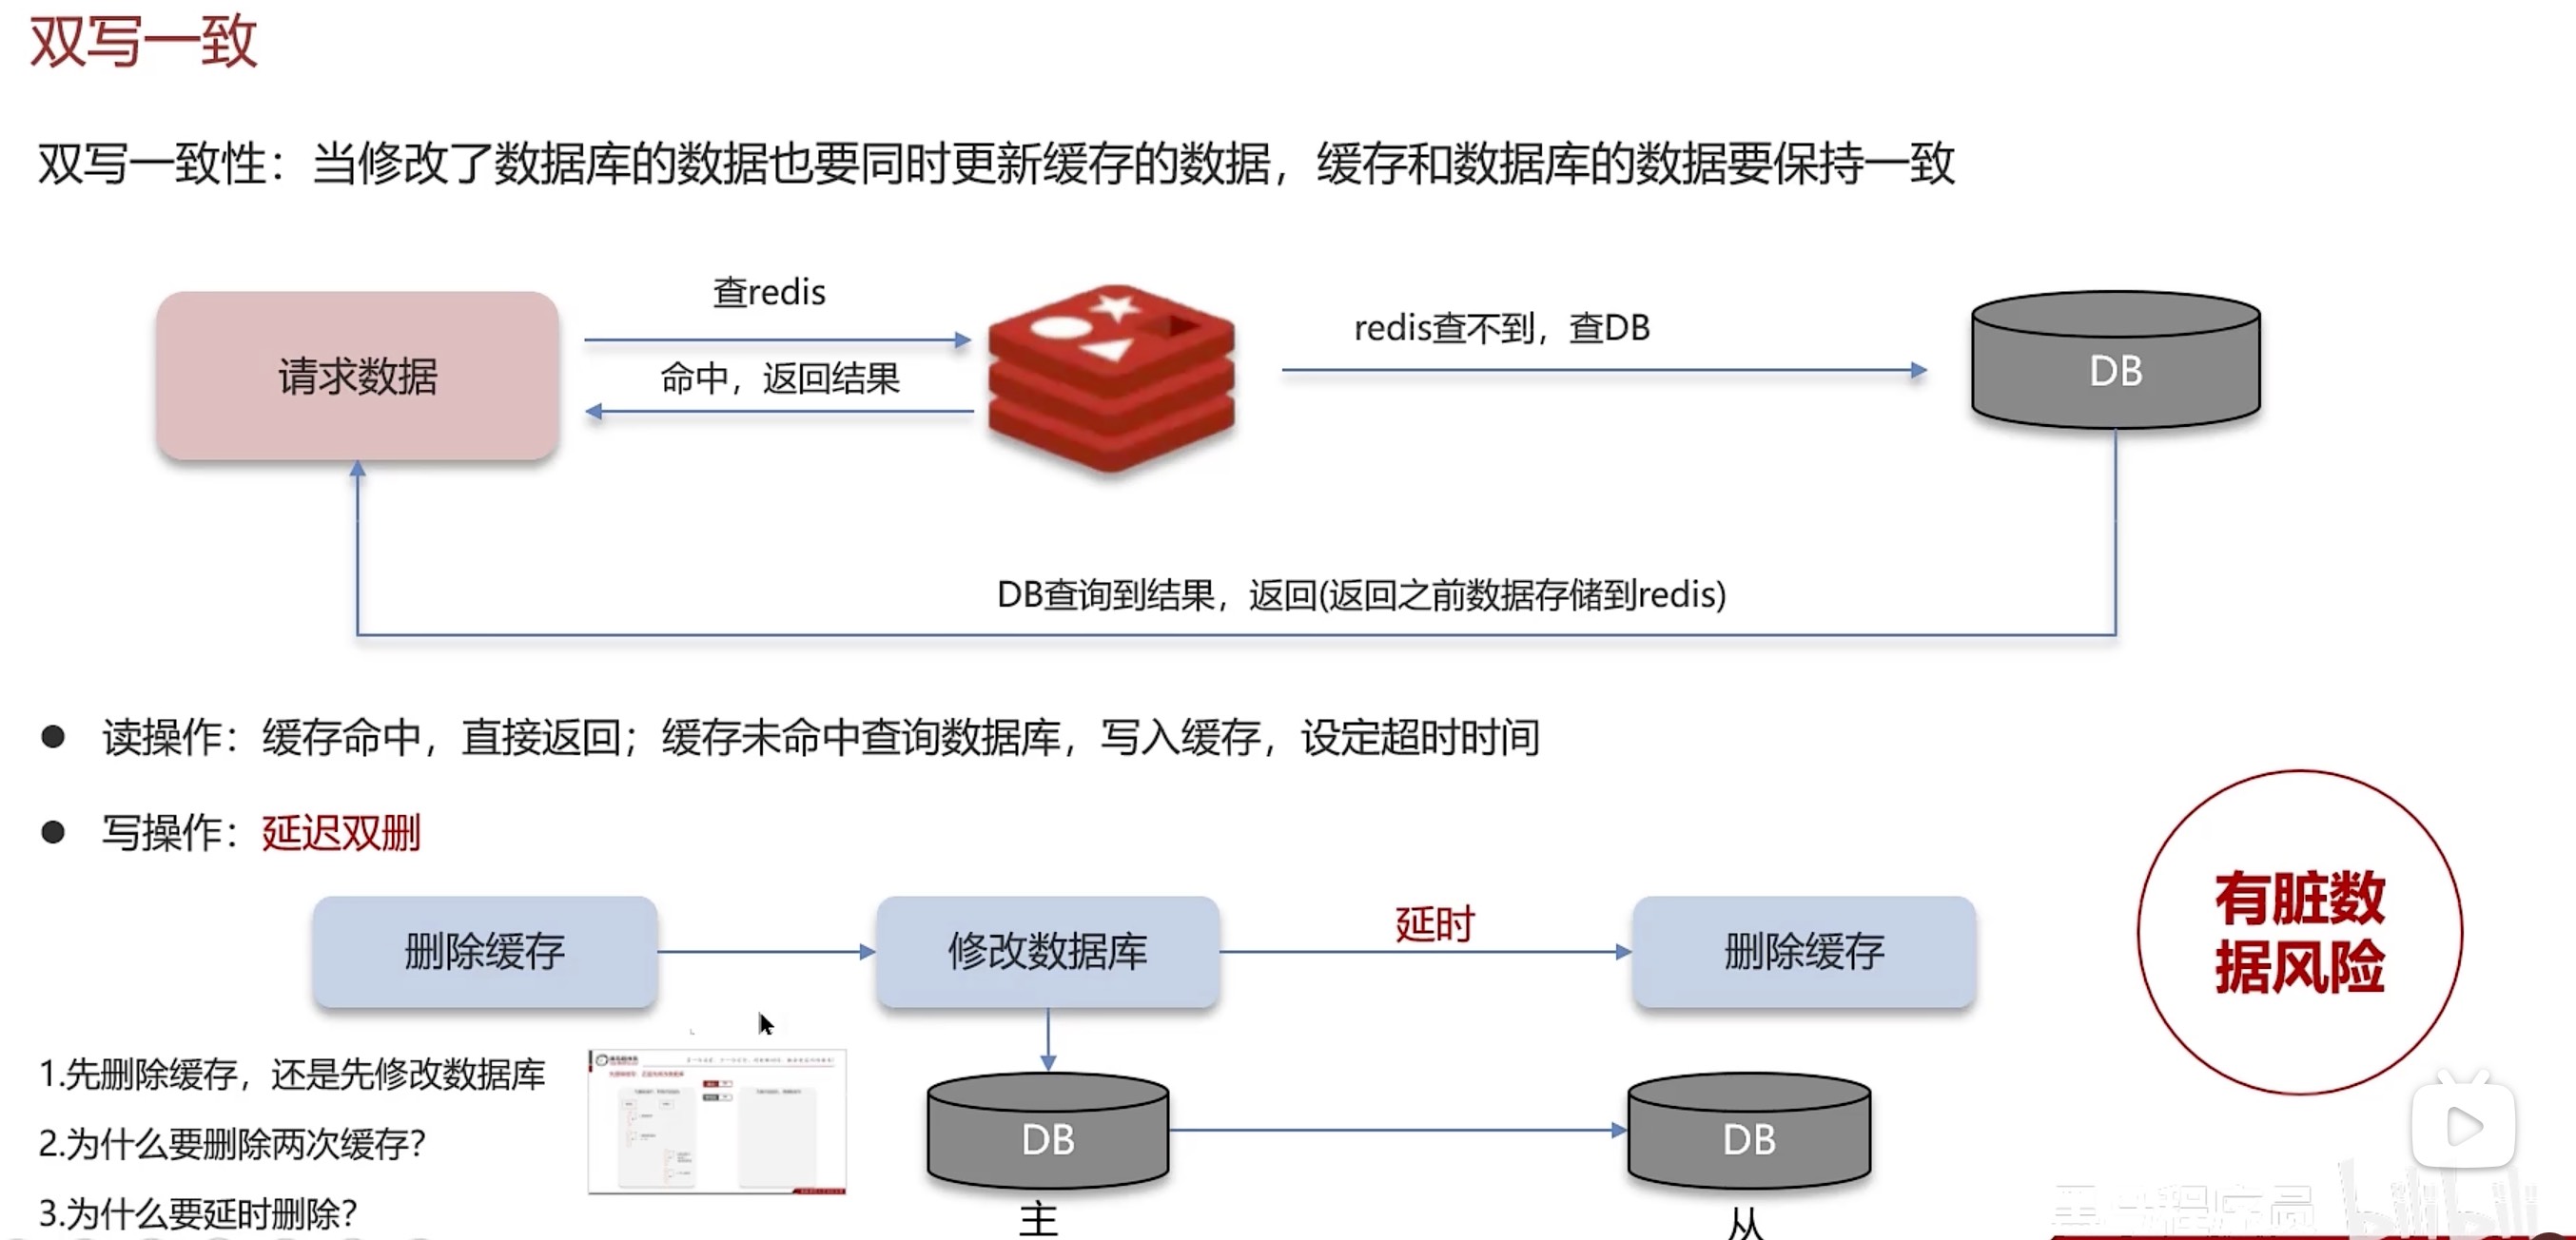 双写一致
双写一致性：当修改了数据库的数据也要同时更新缓存的数据，缓存和数据库的数据要保持一致
查redis
redis查不到，查DB
请求数据
命中，返回结果
DB
DB查询到结果，返回(返回之前数据存储到redis)
读操作：缓存命中，直接返回；缓存未命中查询数据库，写入缓存，设定超时时间
写操作：延迟双删
删除缓存
修改数据库
延时
删除缓存
有脏数
据风险
1.先删除缓存，还是先修改数据库
2.为什么要删除两次缓存？
3.为什么要延时删除？
DB
DB
主
从
黑马程序员
bilibili